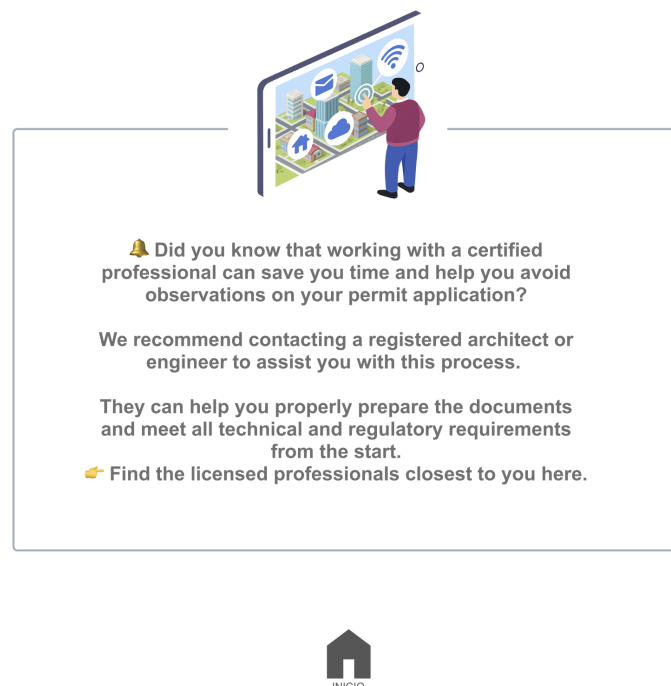 🔔 Did you know that working with a certified
professional can save you time and help you avoid
observations on your permit application?
We recommend contacting a registered architect or
engineer to assist you with this process.
They can help you properly prepare the documents
and meet all technical and regulatory requirements
from the start.
👉 Find the licensed professionals closest to you here.
INICIO